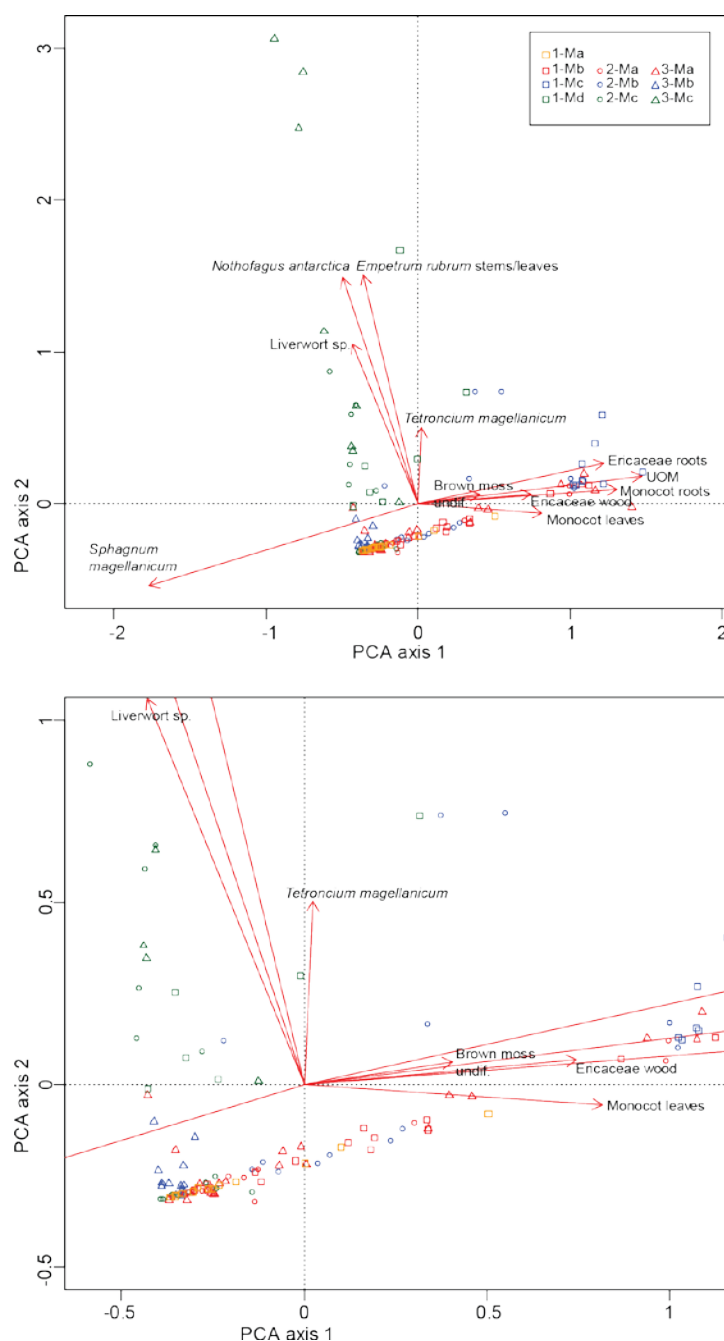 3
1-Ma
1-Mb 2-Ma 3-Ma
1-Mc 2-Mb 3-Mb
1-Md 2-Mc 3-Mc
2
Nothofagus antarctica Empetrum rubrum stems/leaves
PCA axis 2
1
Liverwort sp.
Tetroncium magellanicum
Ericaceae roots
UOM
Brown moss
undif.
Monocot roots
Ericaceae wood
0
Monocot leaves
Sphagnum
magellanicum
-2 -1 0 1 2
PCA axis 1
1
Liverwort sp.
0.5
Tetroncium magellanicum
PCA axis 2
Brown moss
undif.
Ericaceae wood
0
Monocot leaves
-0.5
-0.5 0 0.5 1
PCA axis 1